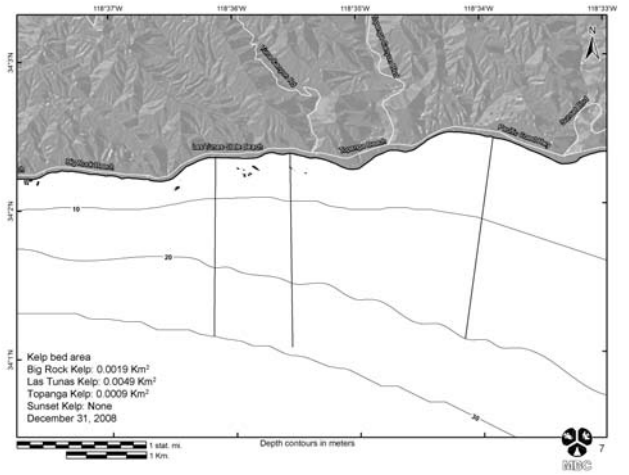 118°37'W 118°36'W 118°35'W 118°34'W 118°33'W
34°3'N
N
Pacific Coast Hwy
Las Tunas State Beach
Topanga Beach
Big Rock Beach
34°2'N
10
20
34°1'N
30
Kelp bed area
Big Rock Kelp: 0.0019 Km²
Las Tunas Kelp: 0.0049 Km²
Topanga Kelp: 0.0009 Km²
Sunset Kelp: None
December 31, 2008
1 stat. mi.
1 Km.
Depth contours in meters
MBC
7